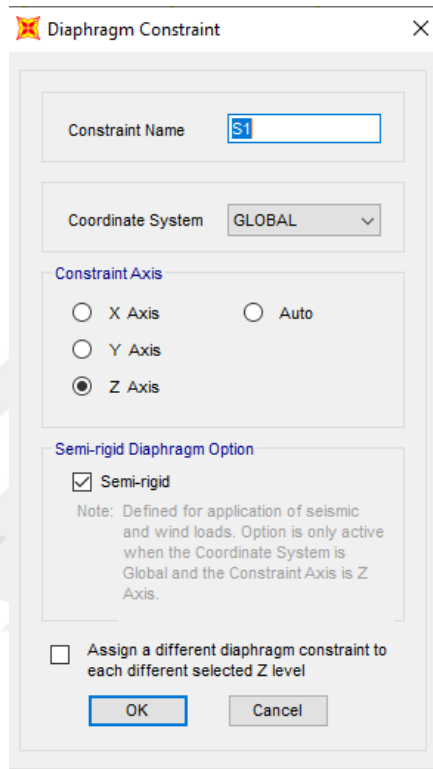 Diaphragm Constraint
Constraint Name S1
Coordinate System GLOBAL
Constraint Axis
X Axis Auto
Y Axis
Z Axis
Semi-rigid Diaphragm Option
Semi-rigid
Note: Defined for application of seismic
and wind loads. Option is only active
when the Coordinate System is
Global and the Constraint Axis is Z
Axis.
Assign a different diaphragm constraint to
each different selected Z level
OK Cancel